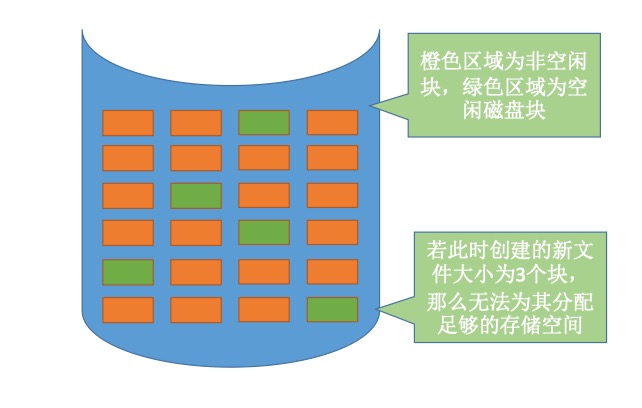 橙色区域为非空闲
块，绿色区域为空
闲磁盘块
若此时创建的新文
件大小为3个块，
那么无法为其分配
足够的存储空间